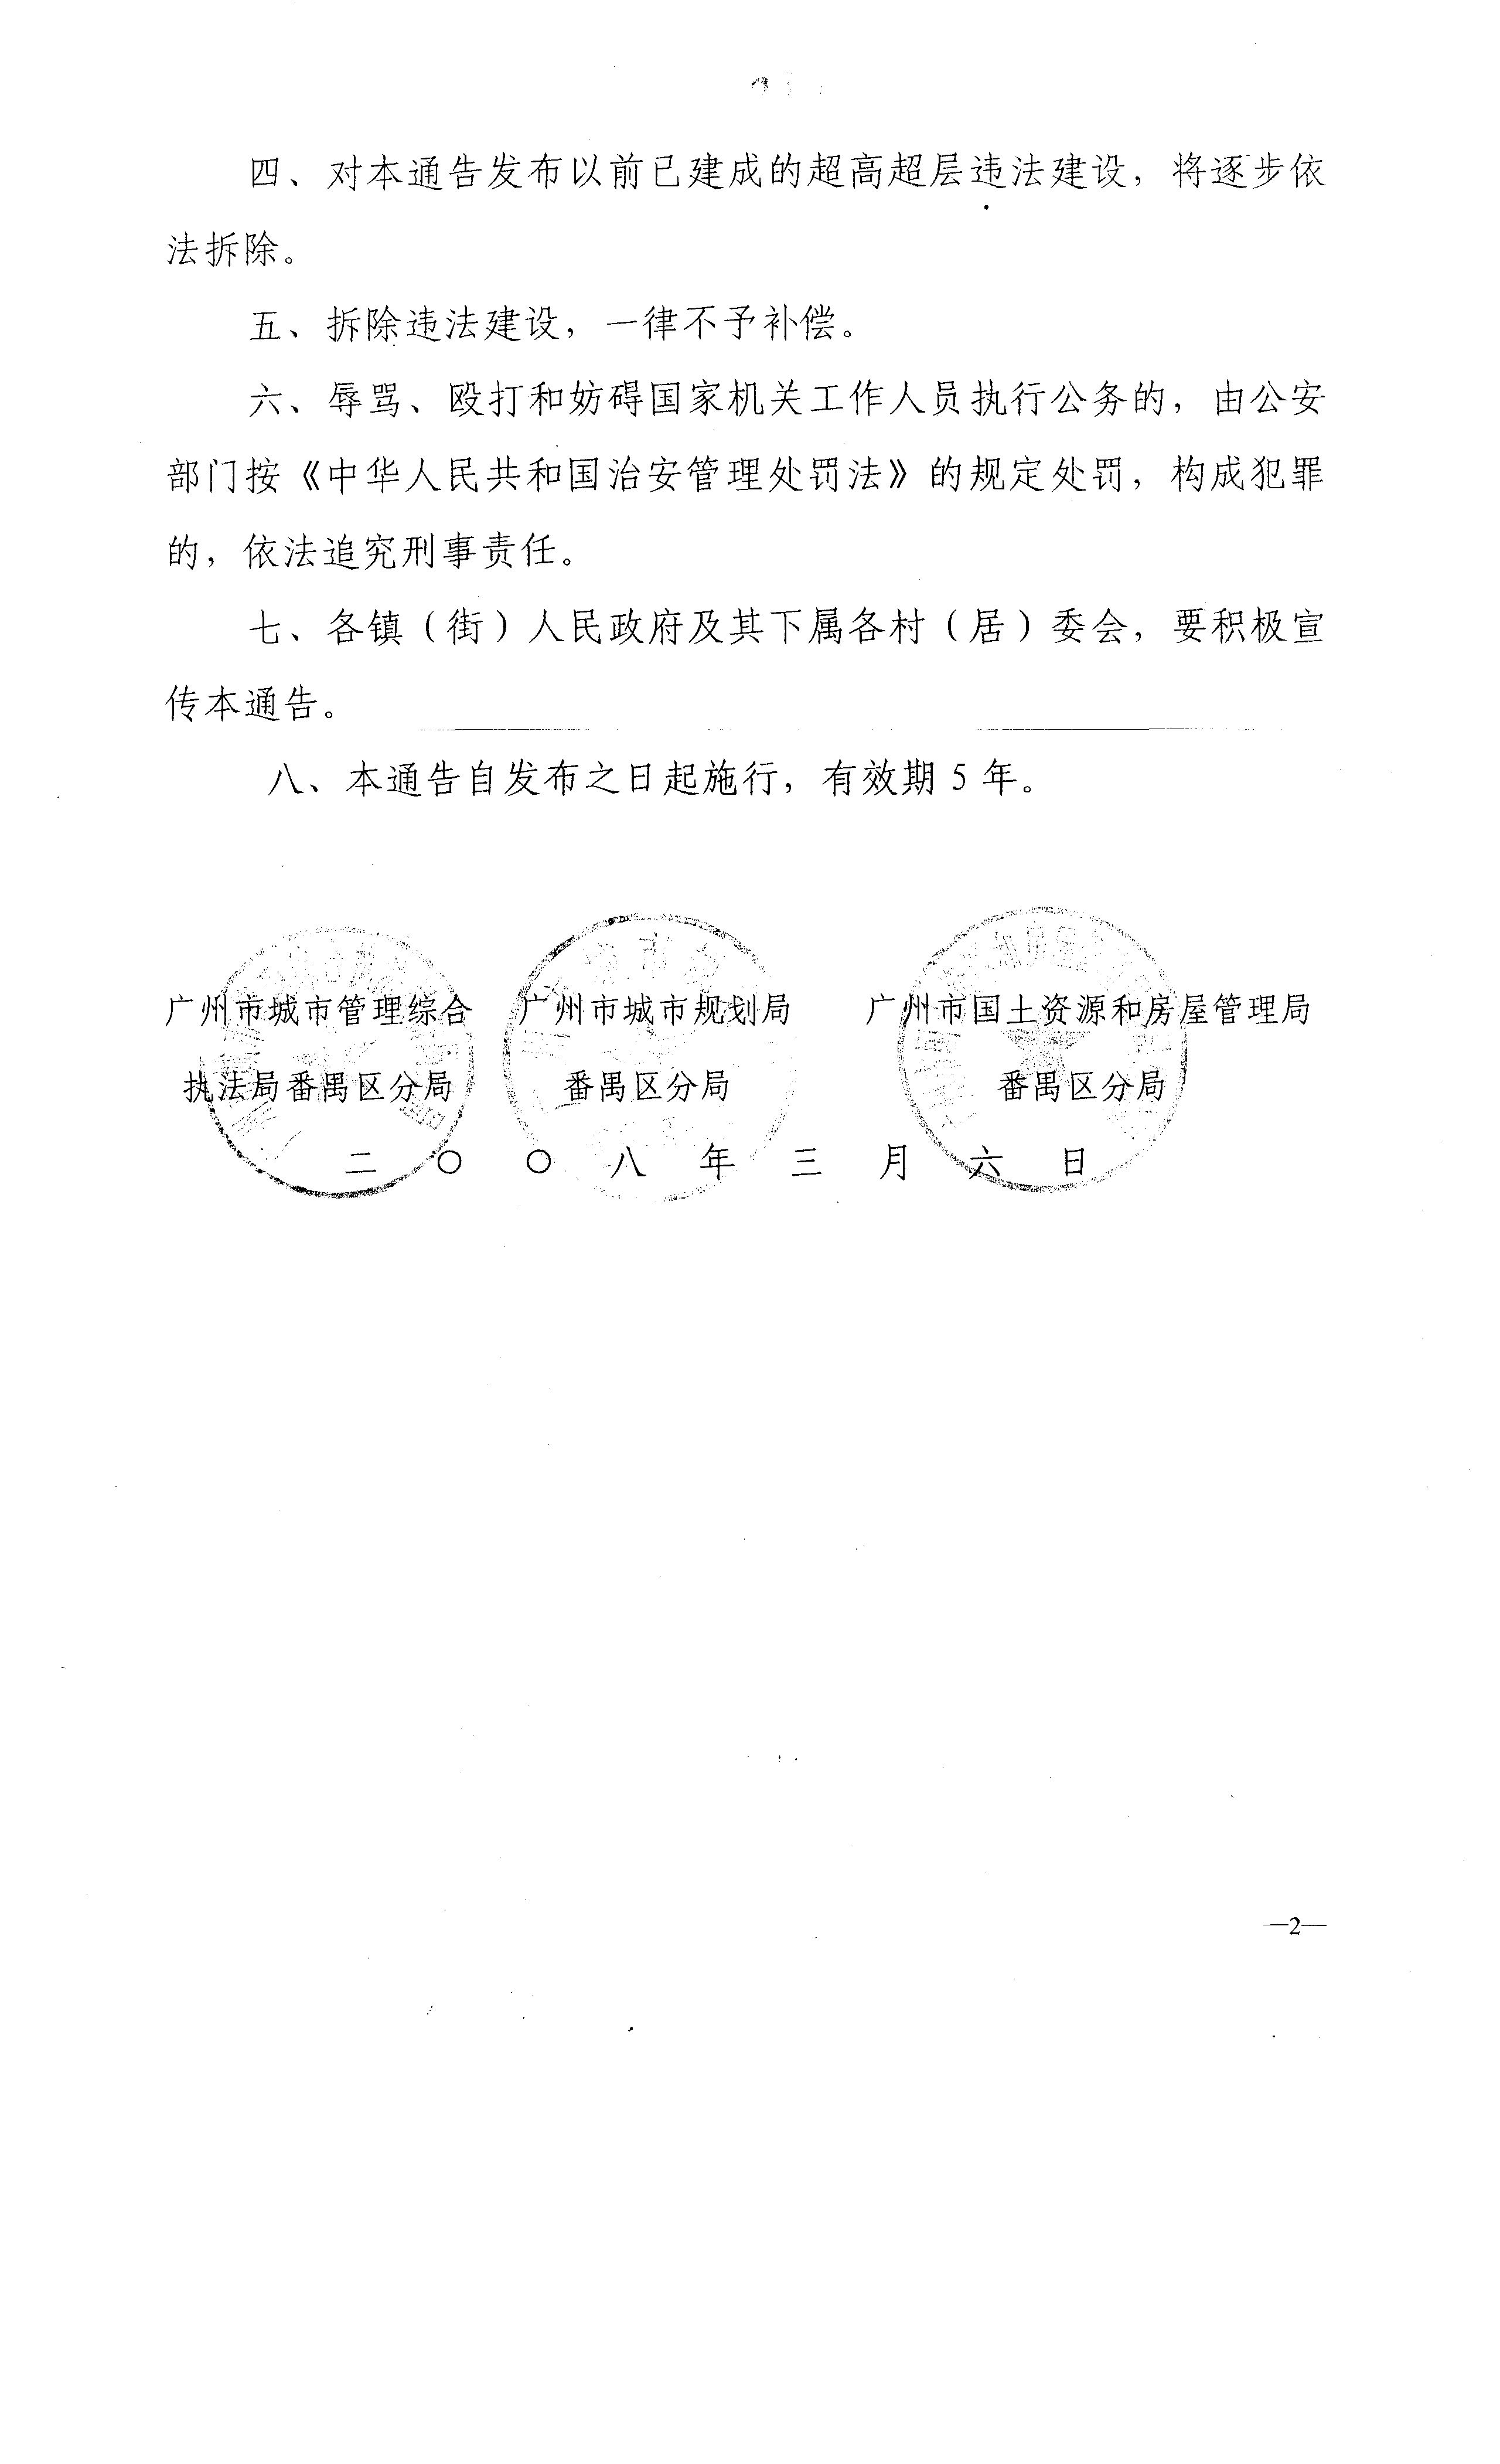 四、对本通告发布以前已建成的超高超层违法建设，将逐步依
法拆除。
五、拆除违法建设，一律不予补偿。
六、辱骂、殴打和妨碍国家机关工作人员执行公务的，由公安
部门按《中华人民共和国治安管理处罚法》的规定处罚，构成犯罪
的，依法追究刑事责任。
七、各镇（街）人民政府及其下属各村（居）委会，要积极宣
传本通告。
八、本通告自发布之日起施行，有效期 5 年。
广州市城市管理综合 广州市城市规划局 广州市国土资源和房屋管理局
执法局番禺区分局 番禺区分局 番禺区分局
二〇〇八年三月六日
—2—